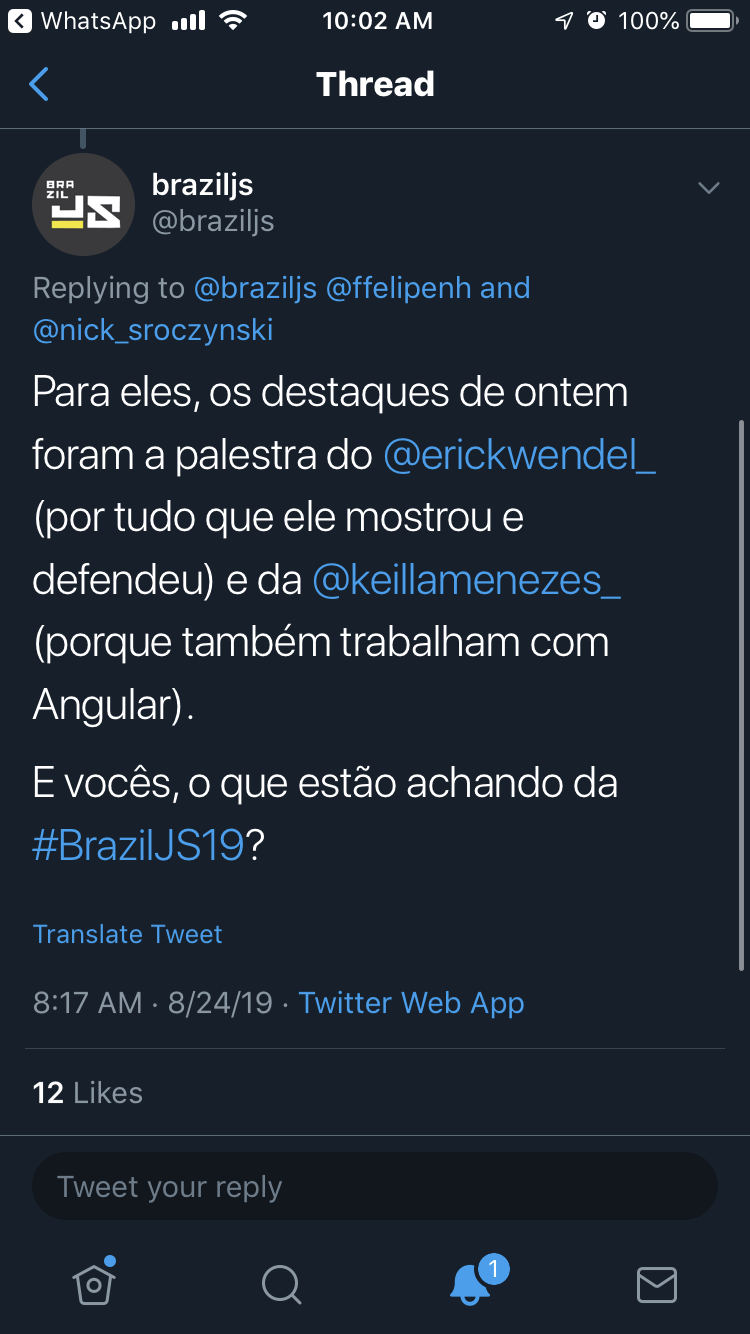 WhatsApp 10:02 AM 100%
Thread
BRA
ZIL
JS
braziljs
@braziljs
Replying to @braziljs @ffelipenh and
@nick_sroczynski
Para eles, os destaques de ontem
foram a palestra do @erickwendel_
(por tudo que ele mostrou e
defendeu) e da @keillamenezes_
(porque também trabalham com
Angular).
E vocês, o que estão achando da
#BrazilJS19?
Translate Tweet
8:17 AM · 8/24/19 · Twitter Web App
12 Likes
Tweet your reply
1